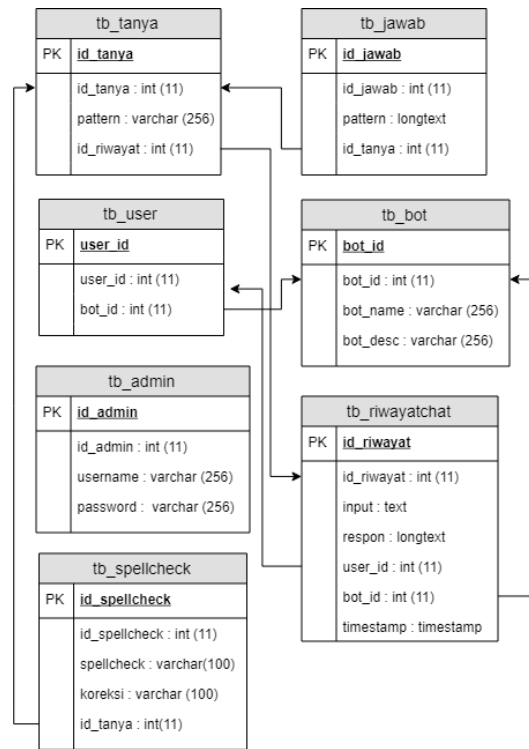 tb_tanya
PK id_tanya
id_tanya : int (11)
pattern : varchar (256)
id_riwayat : int (11)
tb_jawab
PK id_jawab
id_jawab : int (11)
pattern : longtext
id_tanya : int (11)
tb_user
PK user_id
user_id : int (11)
bot_id : int (11)
tb_bot
PK bot_id
bot_id : int (11)
bot_name : varchar (256)
bot_desc : varchar (256)
tb_admin
PK id_admin
id_admin : int (11)
username : varchar (256)
password :  varchar (256)
tb_riwayatchat
PK id_riwayat
id_riwayat : int (11)
input : text
respon : longtext
user_id : int (11)
bot_id : int (11)
timestamp : timestamp
tb_spellcheck
PK id_spellcheck
id_spellcheck : int (11)
spellcheck : varchar(100)
koreksi : varchar (100)
id_tanya : int(11)